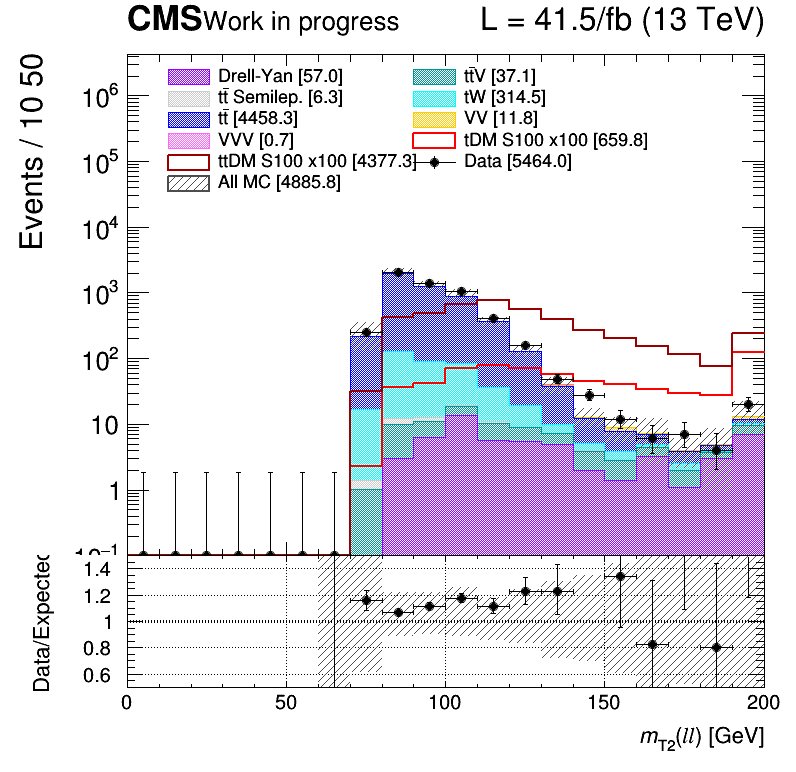 CMS Work in progress L = 41.5/fb (13 TeV)
Events / 10 50
Drell-Yan [57.0] tt̄V [37.1]
tt̄ Semilep. [6.3] tW [314.5]
tt̄ [4458.3] VV [11.8]
VVV [0.7] tDM S100 x100 [659.8]
ttDM S100 x100 [4377.3] Data [5464.0]
All MC [4885.8]
10⁶
10⁵
10⁴
10³
10²
10
1
10⁻¹
Data/Expected
1.4
1.2
1
0.8
0.6
0 50 100 150 200
m_T2(ll) [GeV]